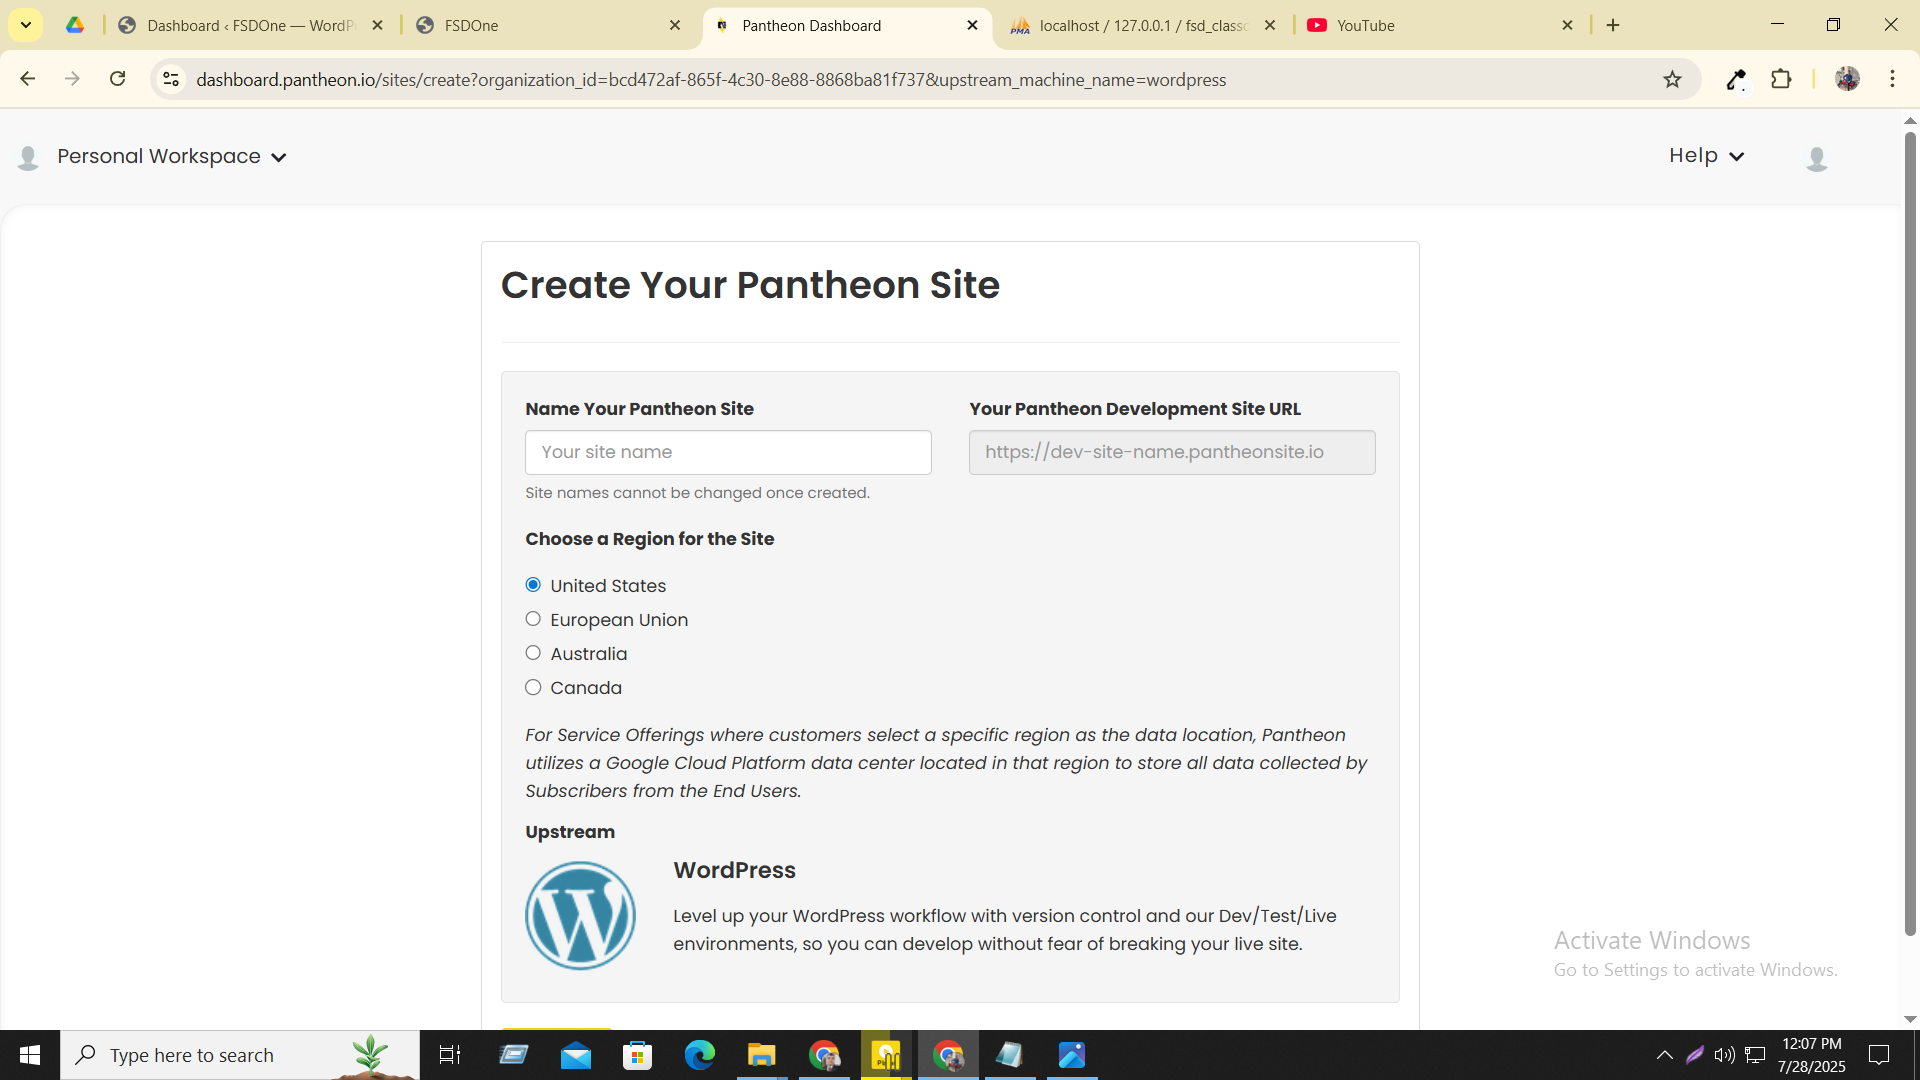 Dashboard ‹ FSDOne — WordP
FSDOne
Pantheon Dashboard
localhost / 127.0.0.1 / fsd_class
YouTube
dashboard.pantheon.io/sites/create?organization_id=bcd472af-865f-4c30-8e88-8868ba81f737&upstream_machine_name=wordpress
Personal Workspace
Help
Create Your Pantheon Site
Name Your Pantheon Site
Your Pantheon Development Site URL
Your site name
https://dev-site-name.pantheonsite.io
Site names cannot be changed once created.
Choose a Region for the Site
United States
European Union
Australia
Canada
For Service Offerings where customers select a specific region as the data location, Pantheon
utilizes a Google Cloud Platform data center located in that region to store all data collected by
Subscribers from the End Users.
Upstream
WordPress
Level up your WordPress workflow with version control and our Dev/Test/Live
environments, so you can develop without fear of breaking your live site.
Activate Windows
Go to Settings to activate Windows.
Type here to search
12:07 PM
7/28/2025